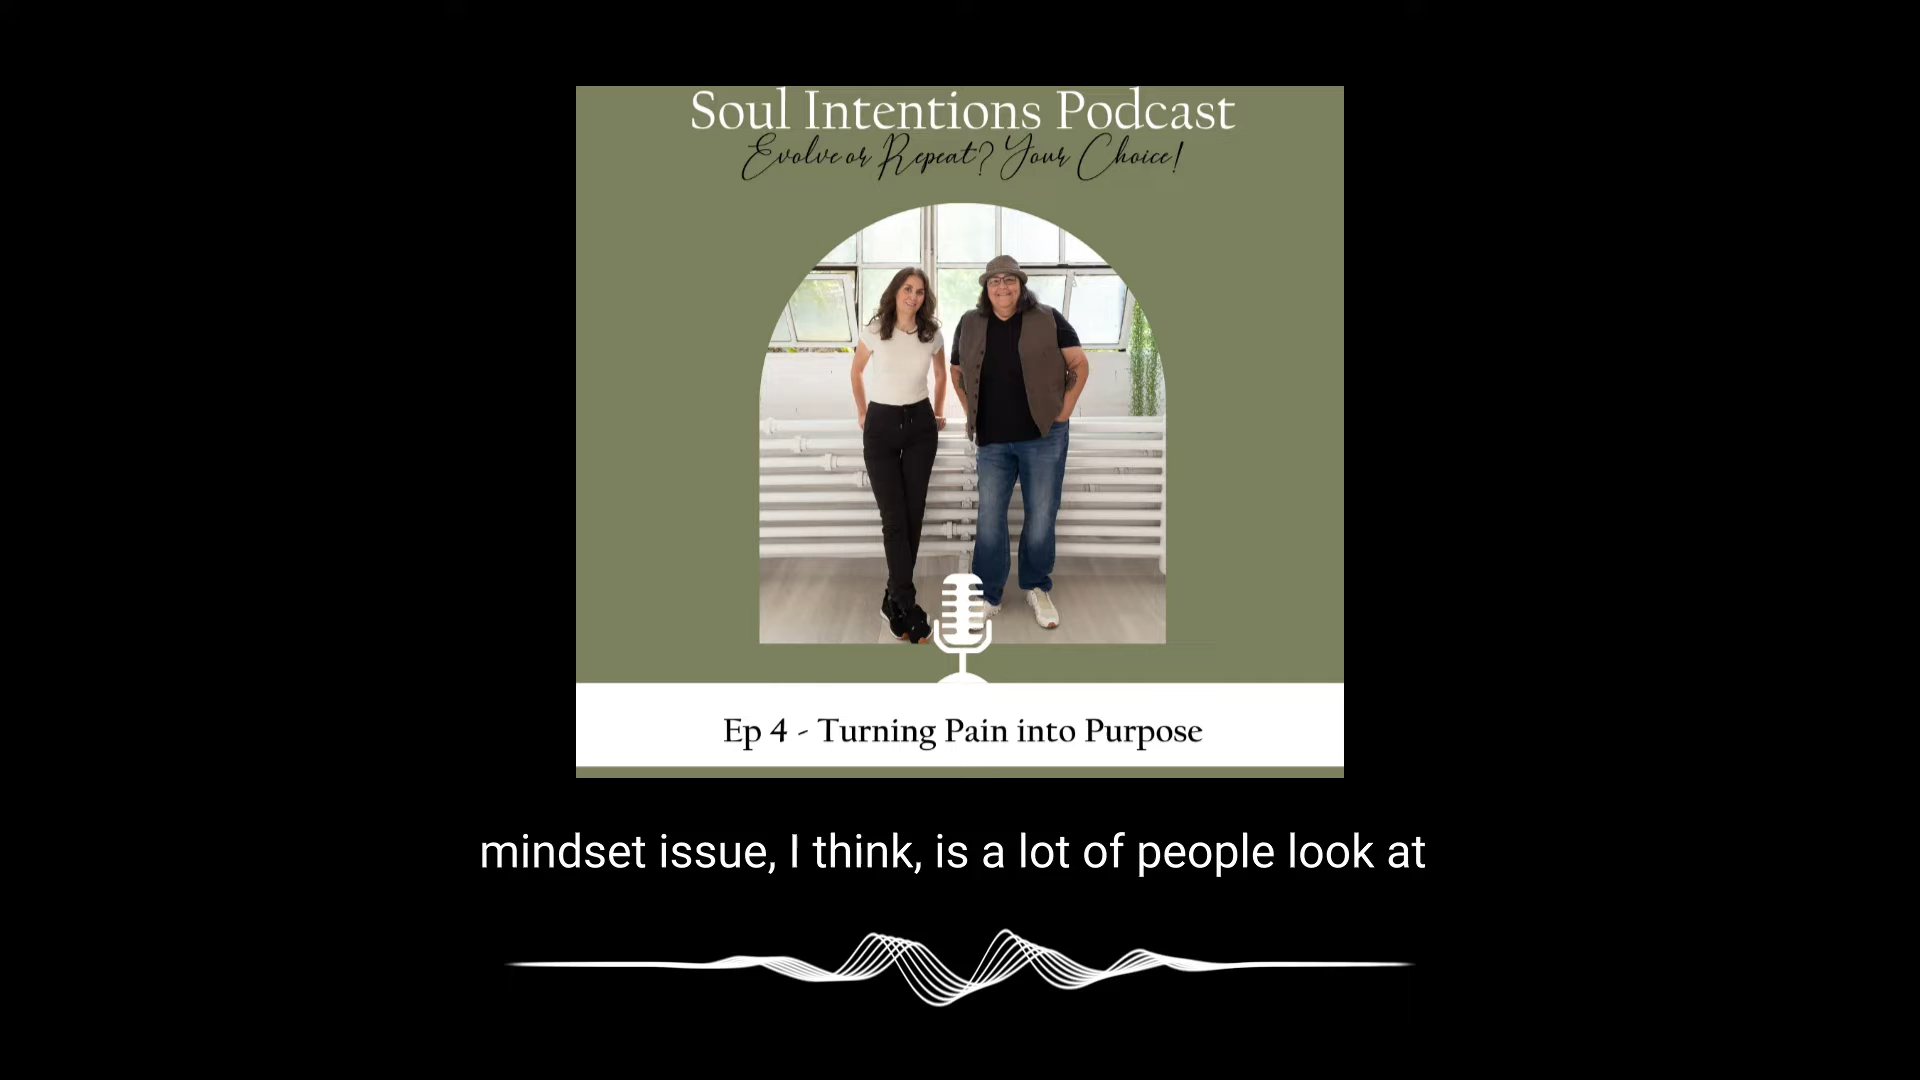 Soul Intentions Podcast
Evolve or Repeat? Your Choice!
Ep 4 - Turning Pain into Purpose
mindset issue, I think, is a lot of people look at